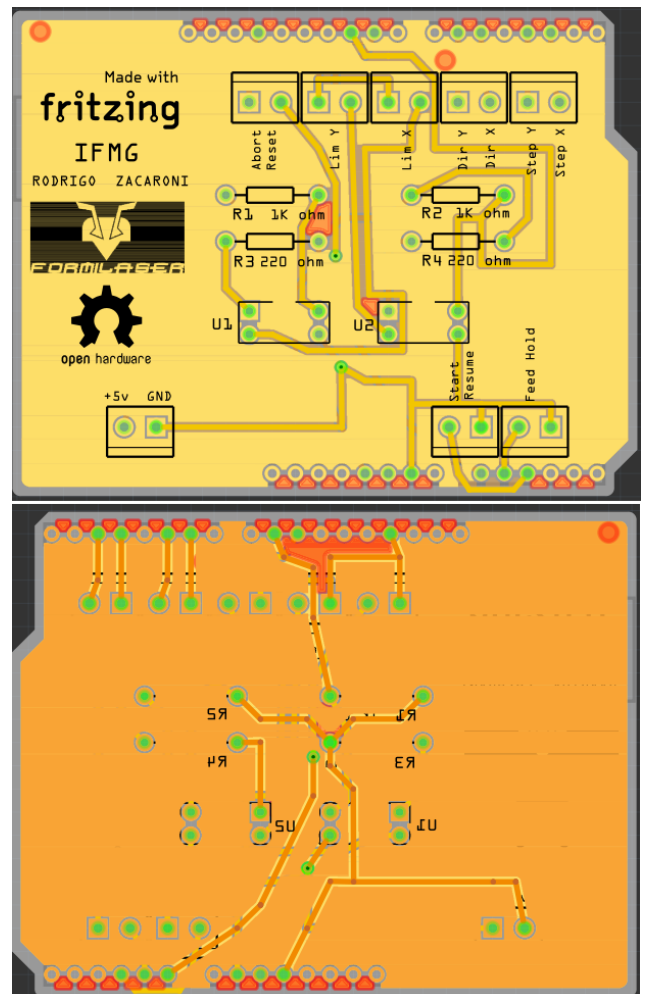 Made with
fritzing
IFMG
RODRIGO ZACARONI
FORMILASER
open hardware
Abort
Reset
Lim Y
Lim X
Dir Y
Dir X
Step Y
Step X
R1 1K ohm
R2 1K ohm
R3 220 ohm
R4 220 ohm
U1
U2
+5v GND
Start
Resume
Feed Hold
R2
R1
R4
R3
U2
U1